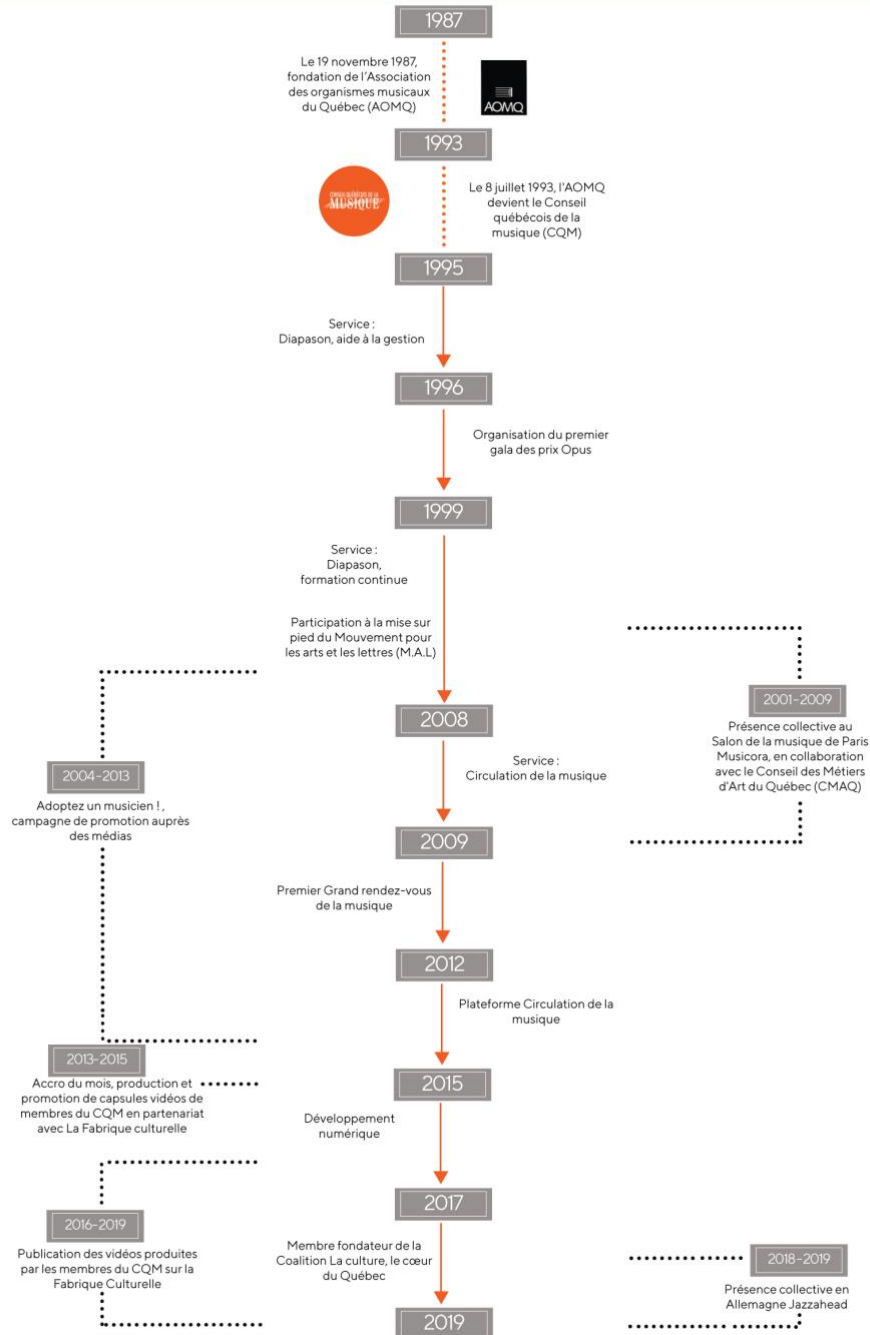 1987
Le 19 novembre 1987,
fondation de l'Association
des organismes musicaux
du Québec (AOMQ)
AOMQ
1993
CONSEIL QUÉBÉCOIS DE LA
MUSIQUE
Le 8 juillet 1993, l'AOMQ
devient le Conseil
québécois de la
musique (CQM)
1995
Service :
Diapason, aide à la gestion
1996
Organisation du premier
gala des prix Opus
1999
Service :
Diapason,
formation continue
Participation à la mise sur
pied du Mouvement pour
les arts et les lettres (M.A.L)
2001-2009
Présence collective au
Salon de la musique de Paris
Musicora, en collaboration
avec le Conseil des Métiers
d'Art du Québec (CMAQ)
2008
Service :
Circulation de la musique
2004-2013
Adoptez un musicien ! ,
campagne de promotion auprès
des médias
2009
Premier Grand rendez-vous
de la musique
2012
Plateforme Circulation de la
musique
2013-2015
Accro du mois, production et
promotion de capsules vidéos de
membres du CQM en partenariat
avec La Fabrique culturelle
2015
Développement
numérique
2017
2016-2019
Publication des vidéos produites
par les membres du CQM sur la
Fabrique Culturelle
Membre fondateur de la
Coalition La culture, le cœur
du Québec
2018-2019
Présence collective en
Allemagne Jazzahead
2019